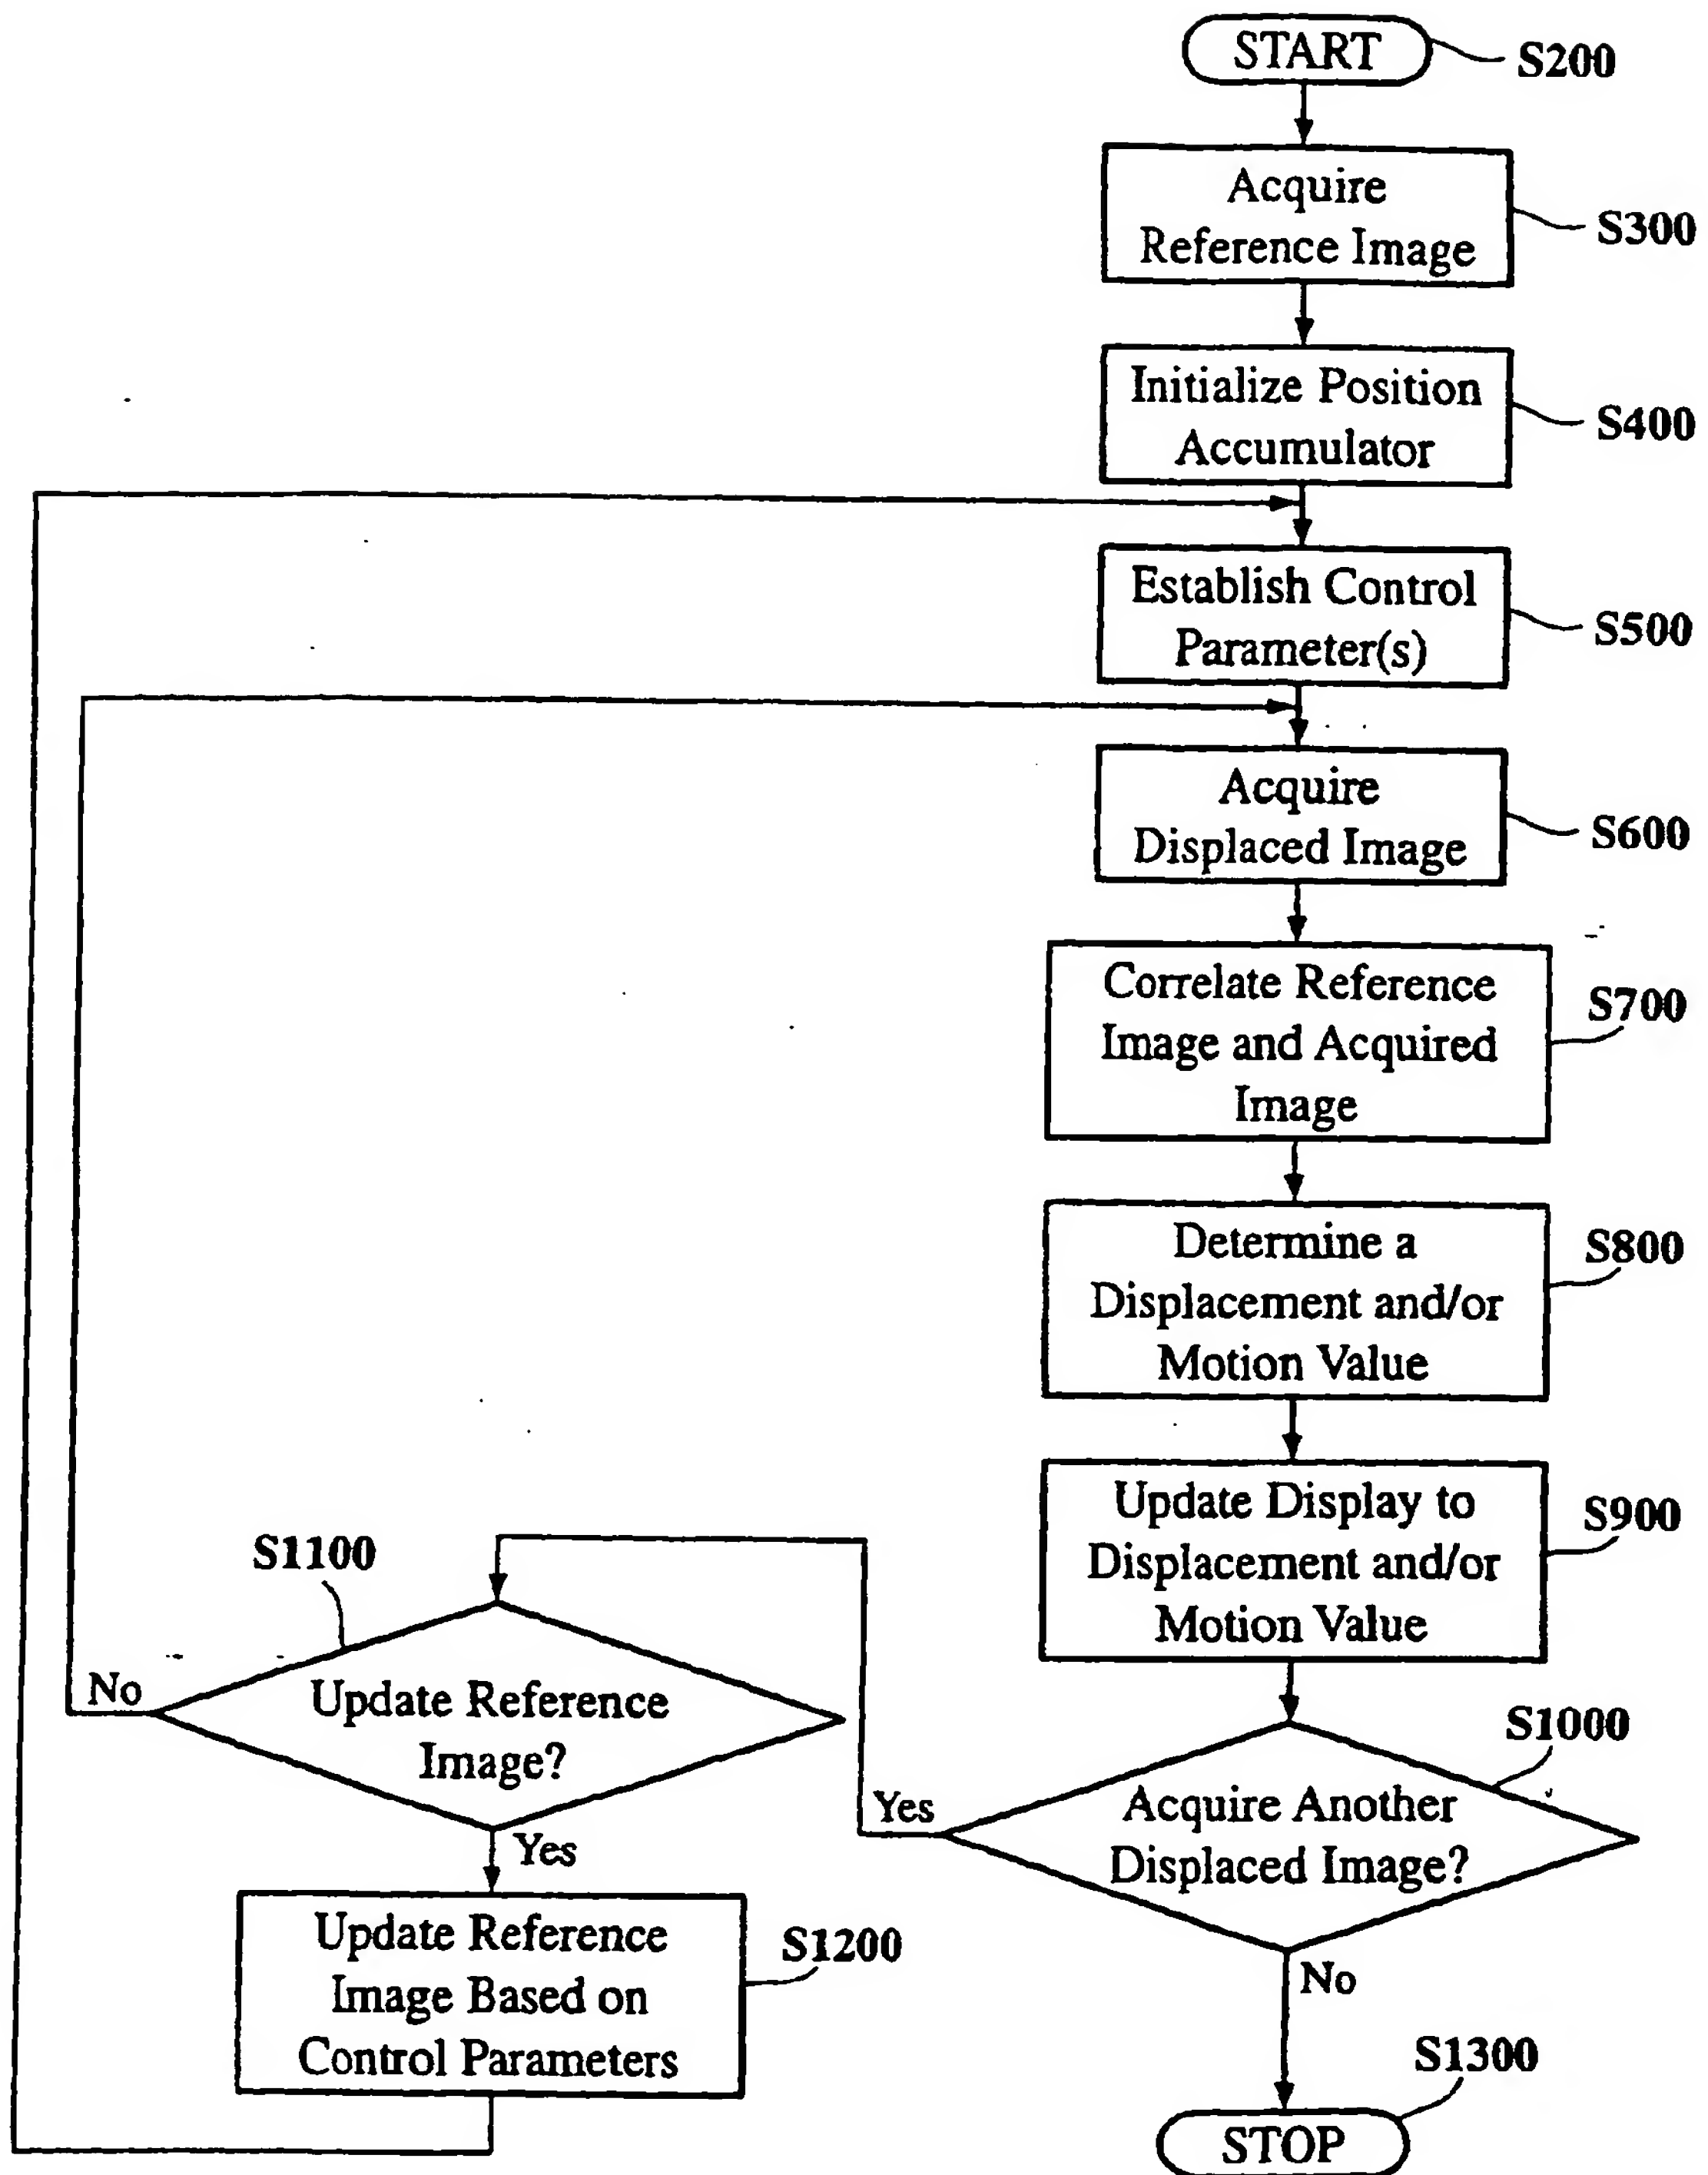 START
S200
Acquire
Reference Image
S300
Initialize Position
Accumulator
S400
Establish Control
Parameter(s)
S500
Acquire
Displaced Image
S600
Correlate Reference
Image and Acquired
Image
S700
Determine a
Displacement and/or
Motion Value
S800
Update Display to
Displacement and/or
Motion Value
S900
S1000
Acquire Another
Displaced Image?
Yes
No
S1100
Update Reference
Image?
No
Yes
Update Reference
Image Based on
Control Parameters
S1200
S1300
STOP